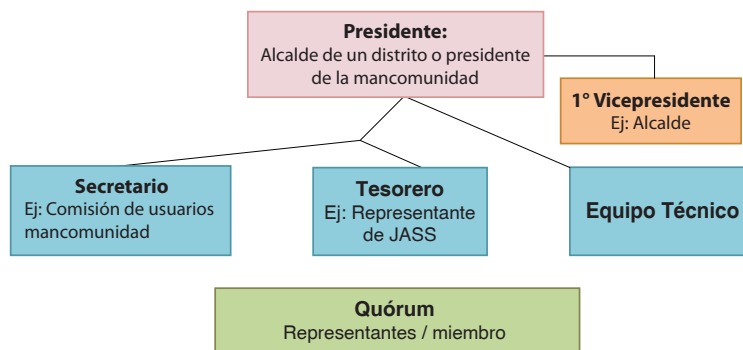 Presidente:
Alcalde de un distrito o presidente
de la mancomunidad
1° Vicepresidente
Ej: Alcalde
Secretario
Ej: Comisión de usuarios
mancomunidad
Tesorero
Ej: Representante
de JASS
Equipo Técnico
Quórum
Representantes / miembro